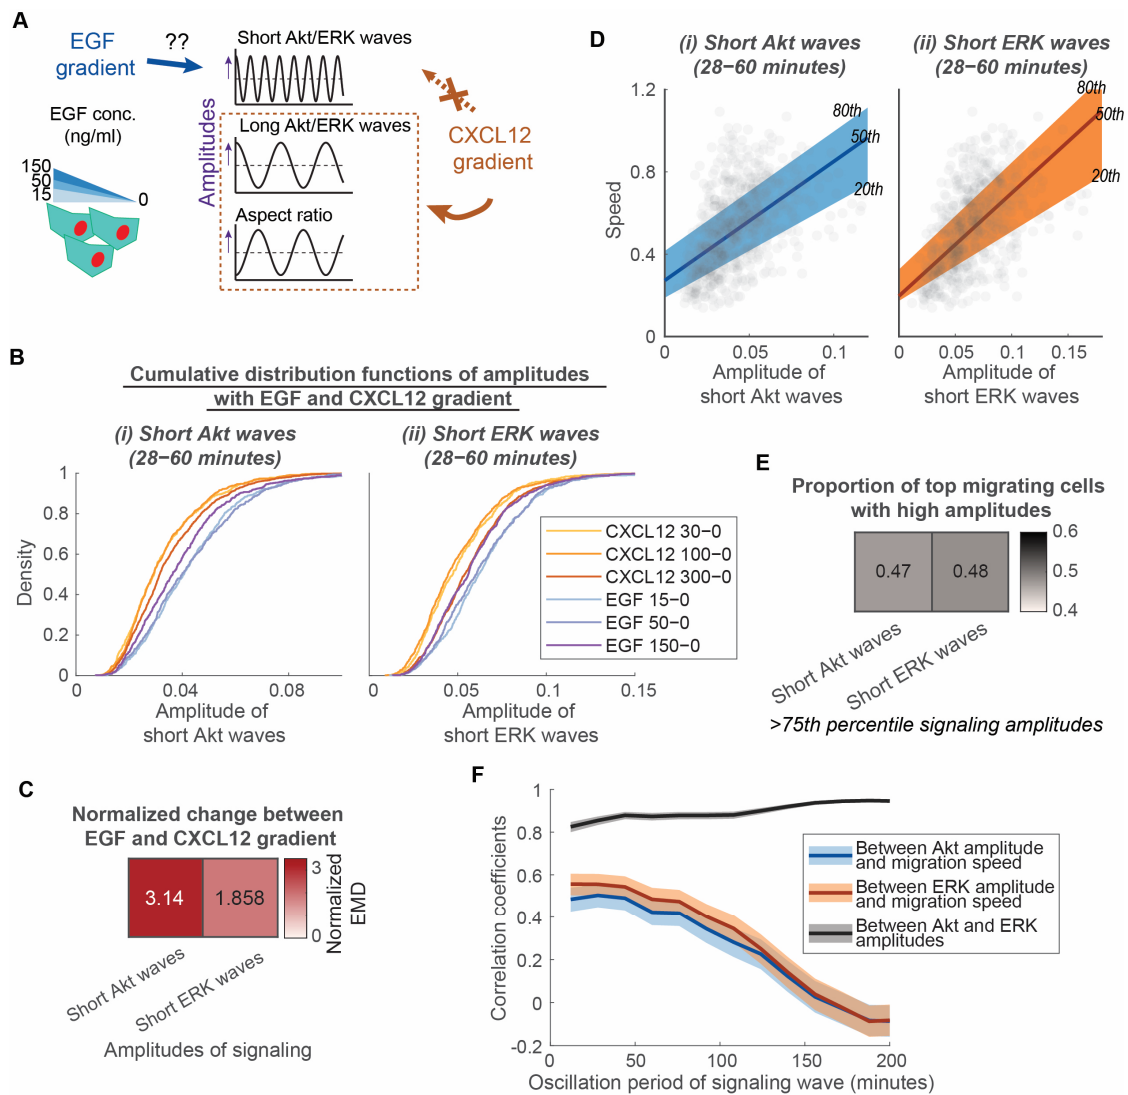 A
EGF
gradient
??
EGF conc.
(ng/ml)
150
50
15
0
Amplitudes
Short Akt/ERK waves
Long Akt/ERK waves
Aspect ratio
CXCL12
gradient
B
Cumulative distribution functions of amplitudes
with EGF and CXCL12 gradient
(i) Short Akt waves
(28−60 minutes)
Density
1
0.8
0.6
0.4
0.2
0
0
0.04
0.08
Amplitude of
short Akt waves
(ii) Short ERK waves
(28−60 minutes)
0
0.05
0.1
0.15
Amplitude of
short ERK waves
CXCL12 30−0
CXCL12 100−0
CXCL12 300−0
EGF 15−0
EGF 50−0
EGF 150−0
C
Normalized change between
EGF and CXCL12 gradient
3.14
1.858
3
0
Normalized
EMD
Short Akt waves
Short ERK waves
Amplitudes of signaling
D
(i) Short Akt waves
(28−60 minutes)
Speed
1.2
0.8
0.4
0
80th
50th
20th
0
0.05
0.1
Amplitude of
short Akt waves
(ii) Short ERK waves
(28−60 minutes)
80th
50th
20th
0
0.05
0.1
0.15
Amplitude of
short ERK waves
E
Proportion of top migrating cells
with high amplitudes
0.47
0.48
0.6
0.5
0.4
Short Akt waves
Short ERK waves
>75th percentile signaling amplitudes
F
Correlation coefficients
1
0.8
0.6
0.4
0.2
0
-0.2
0
50
100
150
200
Oscillation period of signaling wave (minutes)
Between Akt amplitude
and migration speed
Between ERK amplitude
and migration speed
Between Akt and ERK
amplitudes